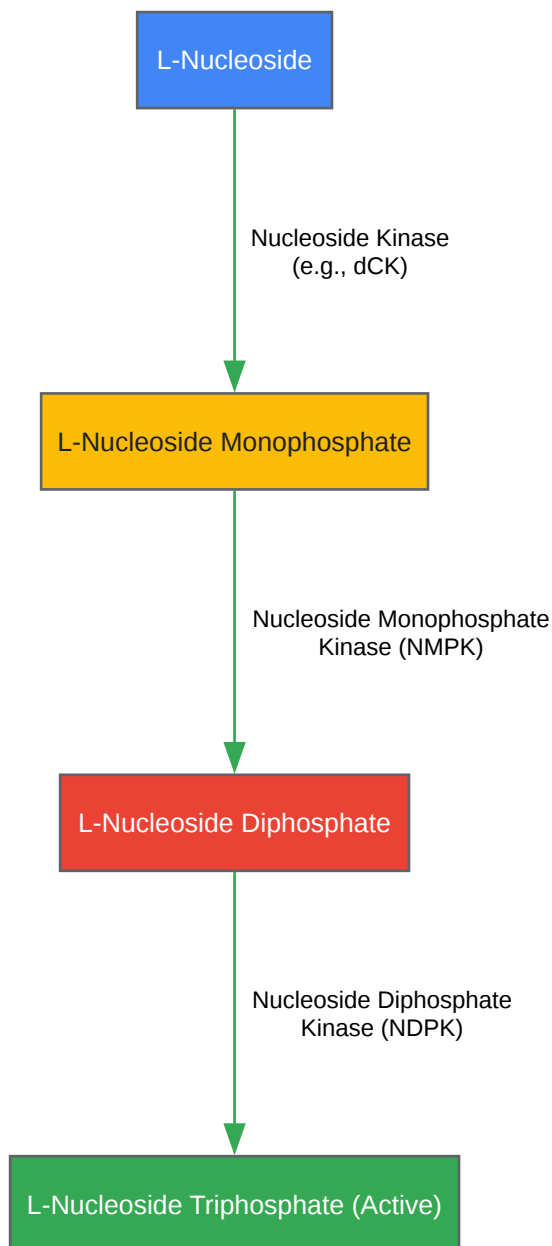 L-Nucleoside
Nucleoside Kinase
(e.g., dCK)
L-Nucleoside Monophosphate
Nucleoside Monophosphate
Kinase (NMPK)
L-Nucleoside Diphosphate
Nucleoside Diphosphate
Kinase (NDPK)
L-Nucleoside Triphosphate (Active)